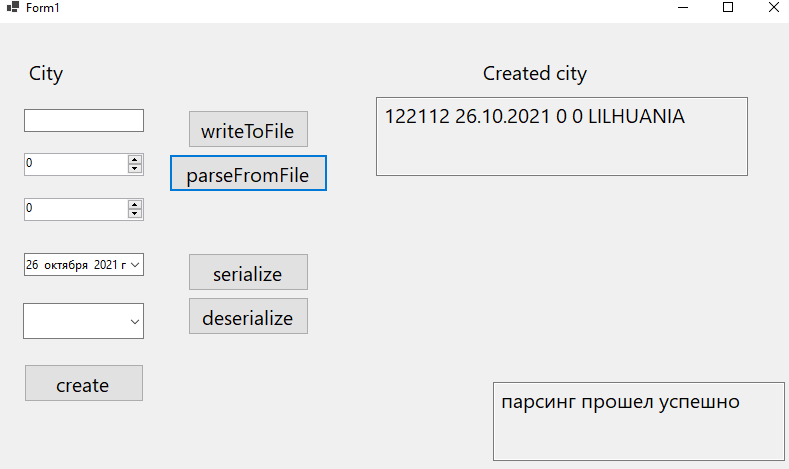 Form1
City
Created city
122112 26.10.2021 0 0 LILHUANIA
writeToFile
0
parseFromFile
0
26 октября 2021 г
serialize
deserialize
create
парсинг прошел успешно